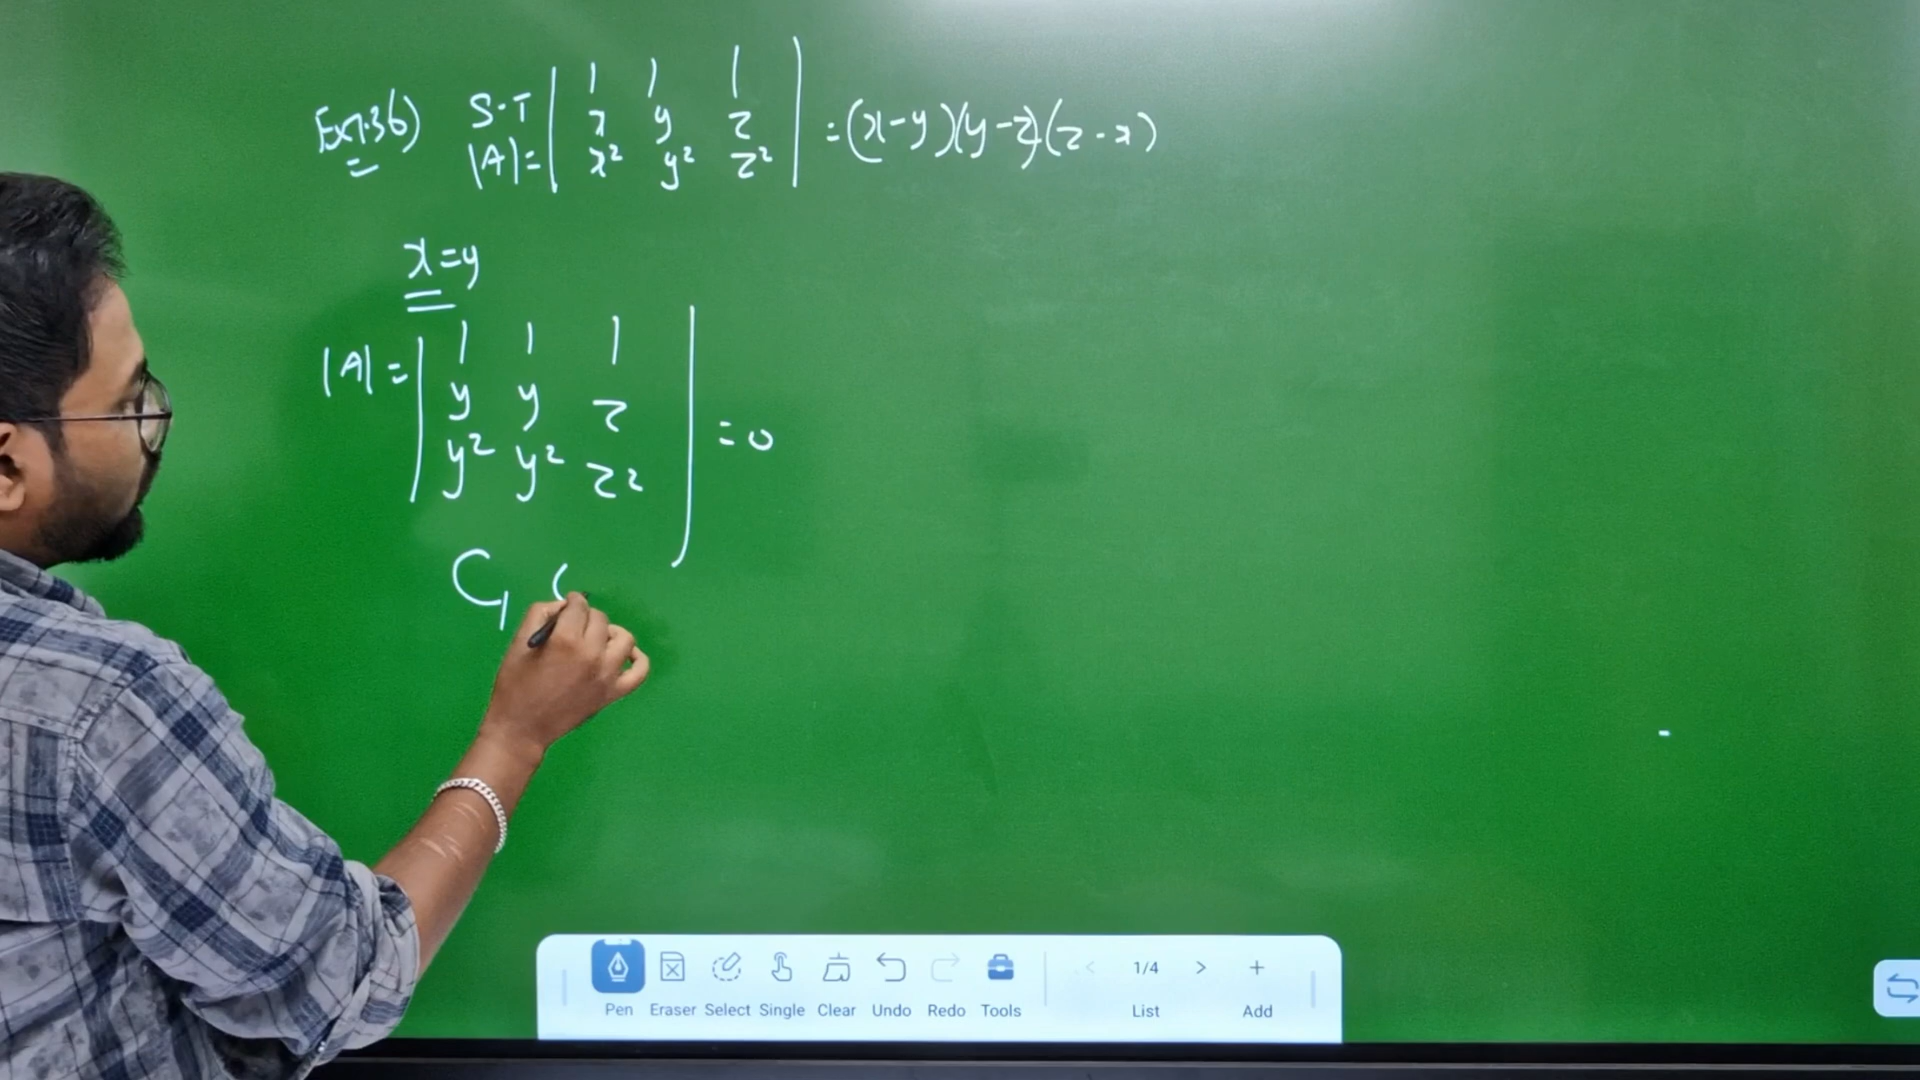 Ex 7.36) S.T |A| = | 1 1 1 | = (x-y)(y-z)(z-x)
| x y z |
| x² y² z² |
x = y
|A| = | 1 1 1 | = 0
| y y z |
| y² y² z² |
C₁
Pen Eraser Select Single Clear Undo Redo Tools < 1/4 > List + Add